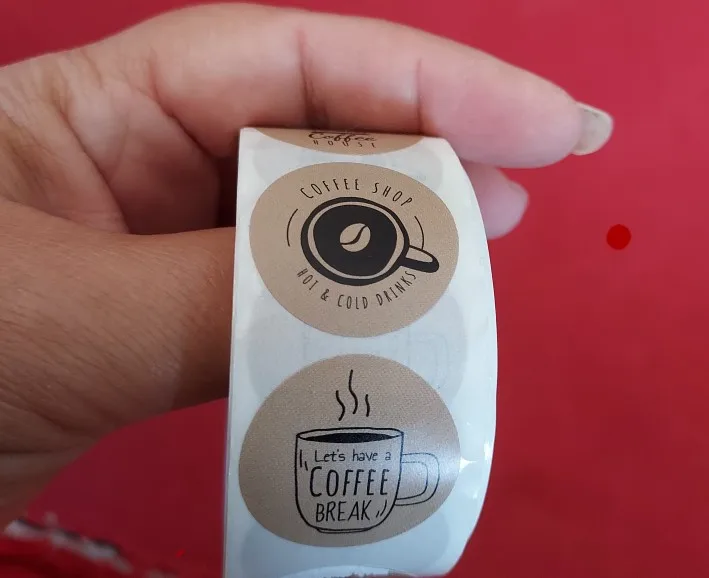 Coffee
HOUSE
COFFEE SHOP
HOT & COLD DRINKS
Let's have a
COFFEE
BREAK